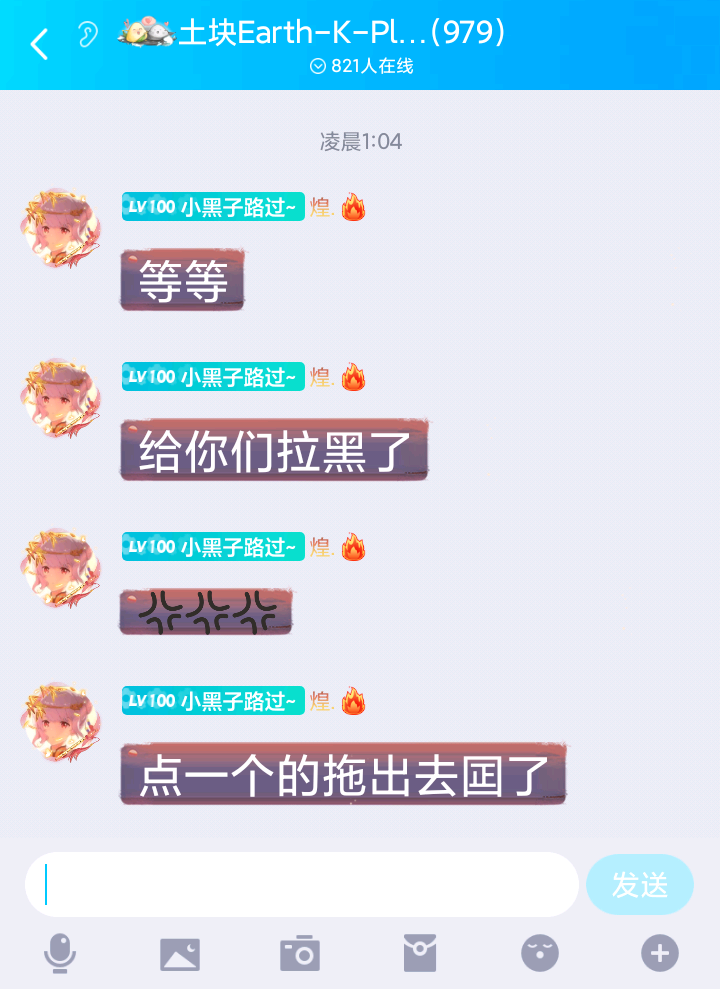 土块Earth-K-Pl...(979)
821人在线
凌晨1:04
LV100 小黑子路过~ 煌.
等等
LV100 小黑子路过~ 煌.
给你们拉黑了
LV100 小黑子路过~ 煌.
LV100 小黑子路过~ 煌.
点一个的拖出去囸了
发送